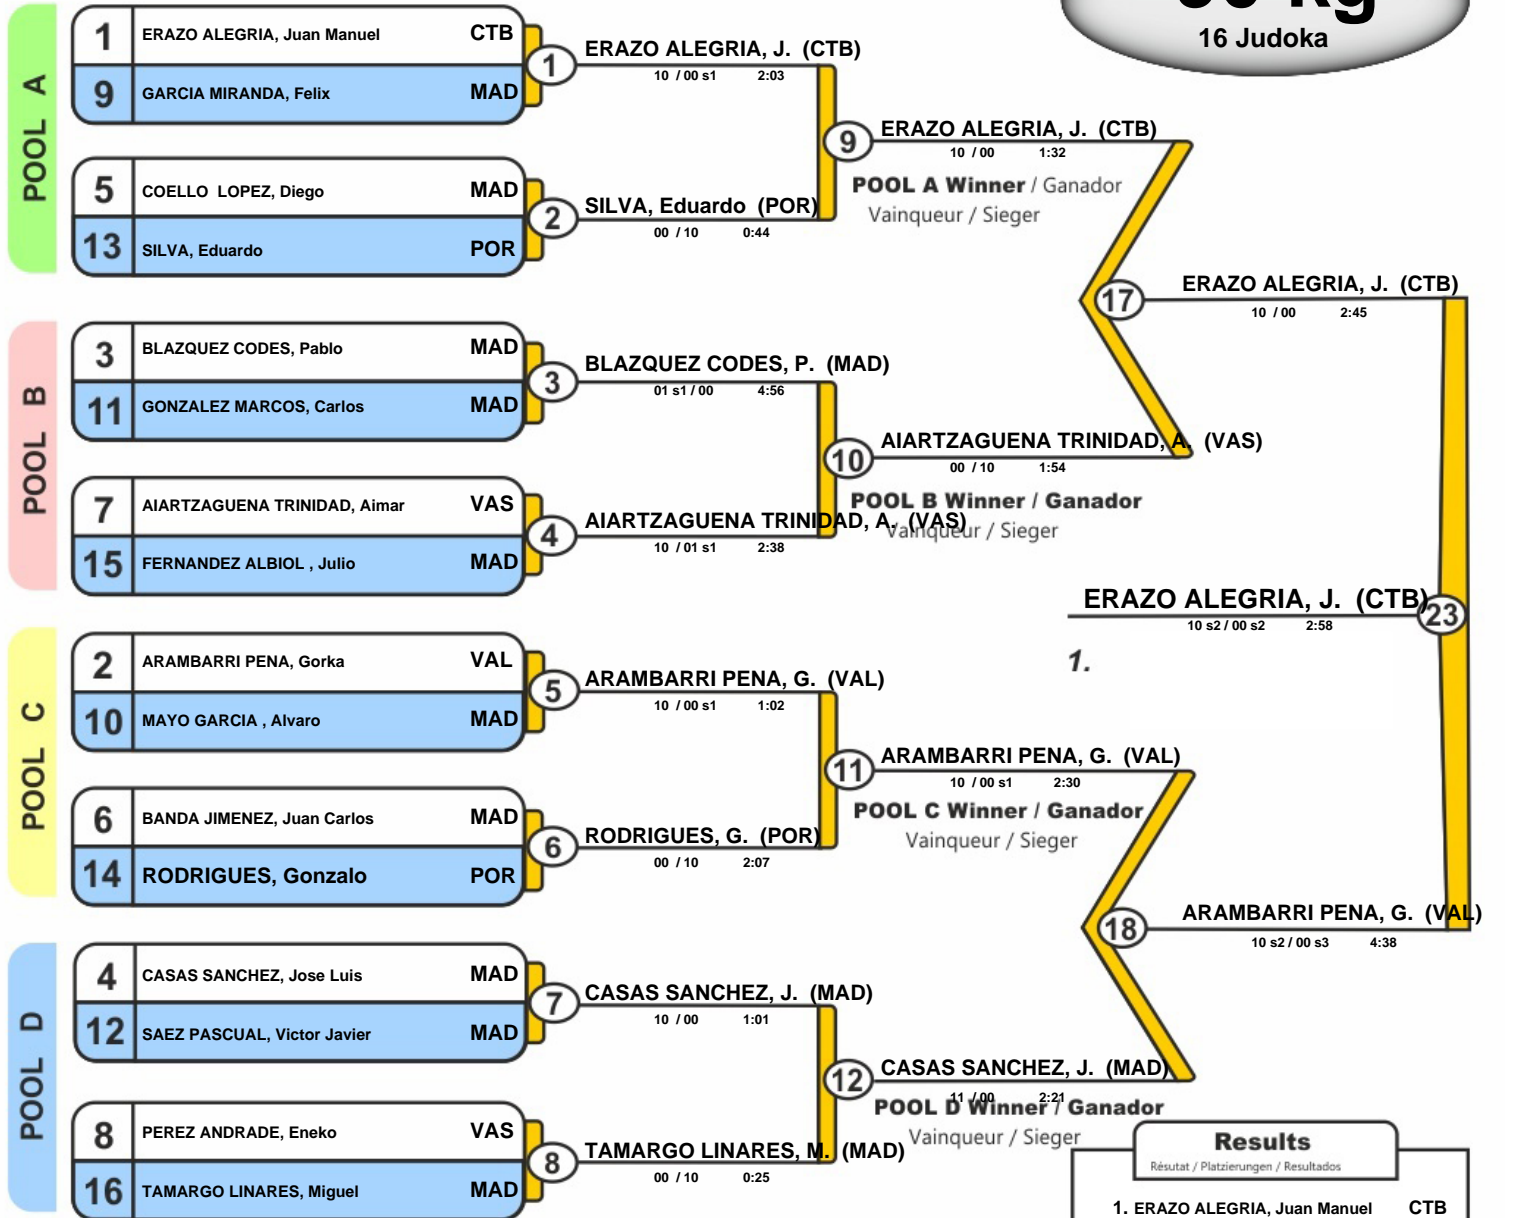 16 Judoka
POOL A
1 ERAZO ALEGRIA, Juan Manuel CTB
9 GARCIA MIRANDA, Felix MAD
1
ERAZO ALEGRIA, J. (CTB)
10 / 00 s1 2:03
5 COELLO LOPEZ, Diego MAD
13 SILVA, Eduardo POR
2
SILVA, Eduardo (POR)
00 / 10 0:44
9
ERAZO ALEGRIA, J. (CTB)
10 / 00 1:32
POOL A Winner / Ganador
Vainqueur / Sieger
POOL B
3 BLAZQUEZ CODES, Pablo MAD
11 GONZALEZ MARCOS, Carlos MAD
3
BLAZQUEZ CODES, P. (MAD)
01 s1 / 00 4:56
7 AIARTZAGUENA TRINIDAD, Aimar VAS
15 FERNANDEZ ALBIOL , Julio MAD
4
AIARTZAGUENA TRINIDAD, A. (VAS)
10 / 01 s1 2:38
10
AIARTZAGUENA TRINIDAD, A. (VAS)
00 / 10 1:54
POOL B Winner / Ganador
Vainqueur / Sieger
17
ERAZO ALEGRIA, J. (CTB)
10 / 00 2:45
ERAZO ALEGRIA, J. (CTB)
23
10 s2 / 00 s2 2:58
1.
POOL C
2 ARAMBARRI PENA, Gorka VAL
10 MAYO GARCIA , Alvaro MAD
5
ARAMBARRI PENA, G. (VAL)
10 / 00 s1 1:02
6 BANDA JIMENEZ, Juan Carlos MAD
14 RODRIGUES, Gonzalo POR
6
RODRIGUES, G. (POR)
00 / 10 2:07
11
ARAMBARRI PENA, G. (VAL)
10 / 00 s1 2:30
POOL C Winner / Ganador
Vainqueur / Sieger
POOL D
4 CASAS SANCHEZ, Jose Luis MAD
12 SAEZ PASCUAL, Victor Javier MAD
7
CASAS SANCHEZ, J. (MAD)
10 / 00 1:01
8 PEREZ ANDRADE, Eneko VAS
16 TAMARGO LINARES, Miguel MAD
8
TAMARGO LINARES, M. (MAD)
00 / 10 0:25
12
CASAS SANCHEZ, J. (MAD)
11 / 00 2:21
POOL D Winner / Ganador
Vainqueur / Sieger
18
ARAMBARRI PENA, G. (VAL)
10 s2 / 00 s3 4:38
Results
Résutat / Platzierungen / Resultados
1. ERAZO ALEGRIA, Juan Manuel CTB